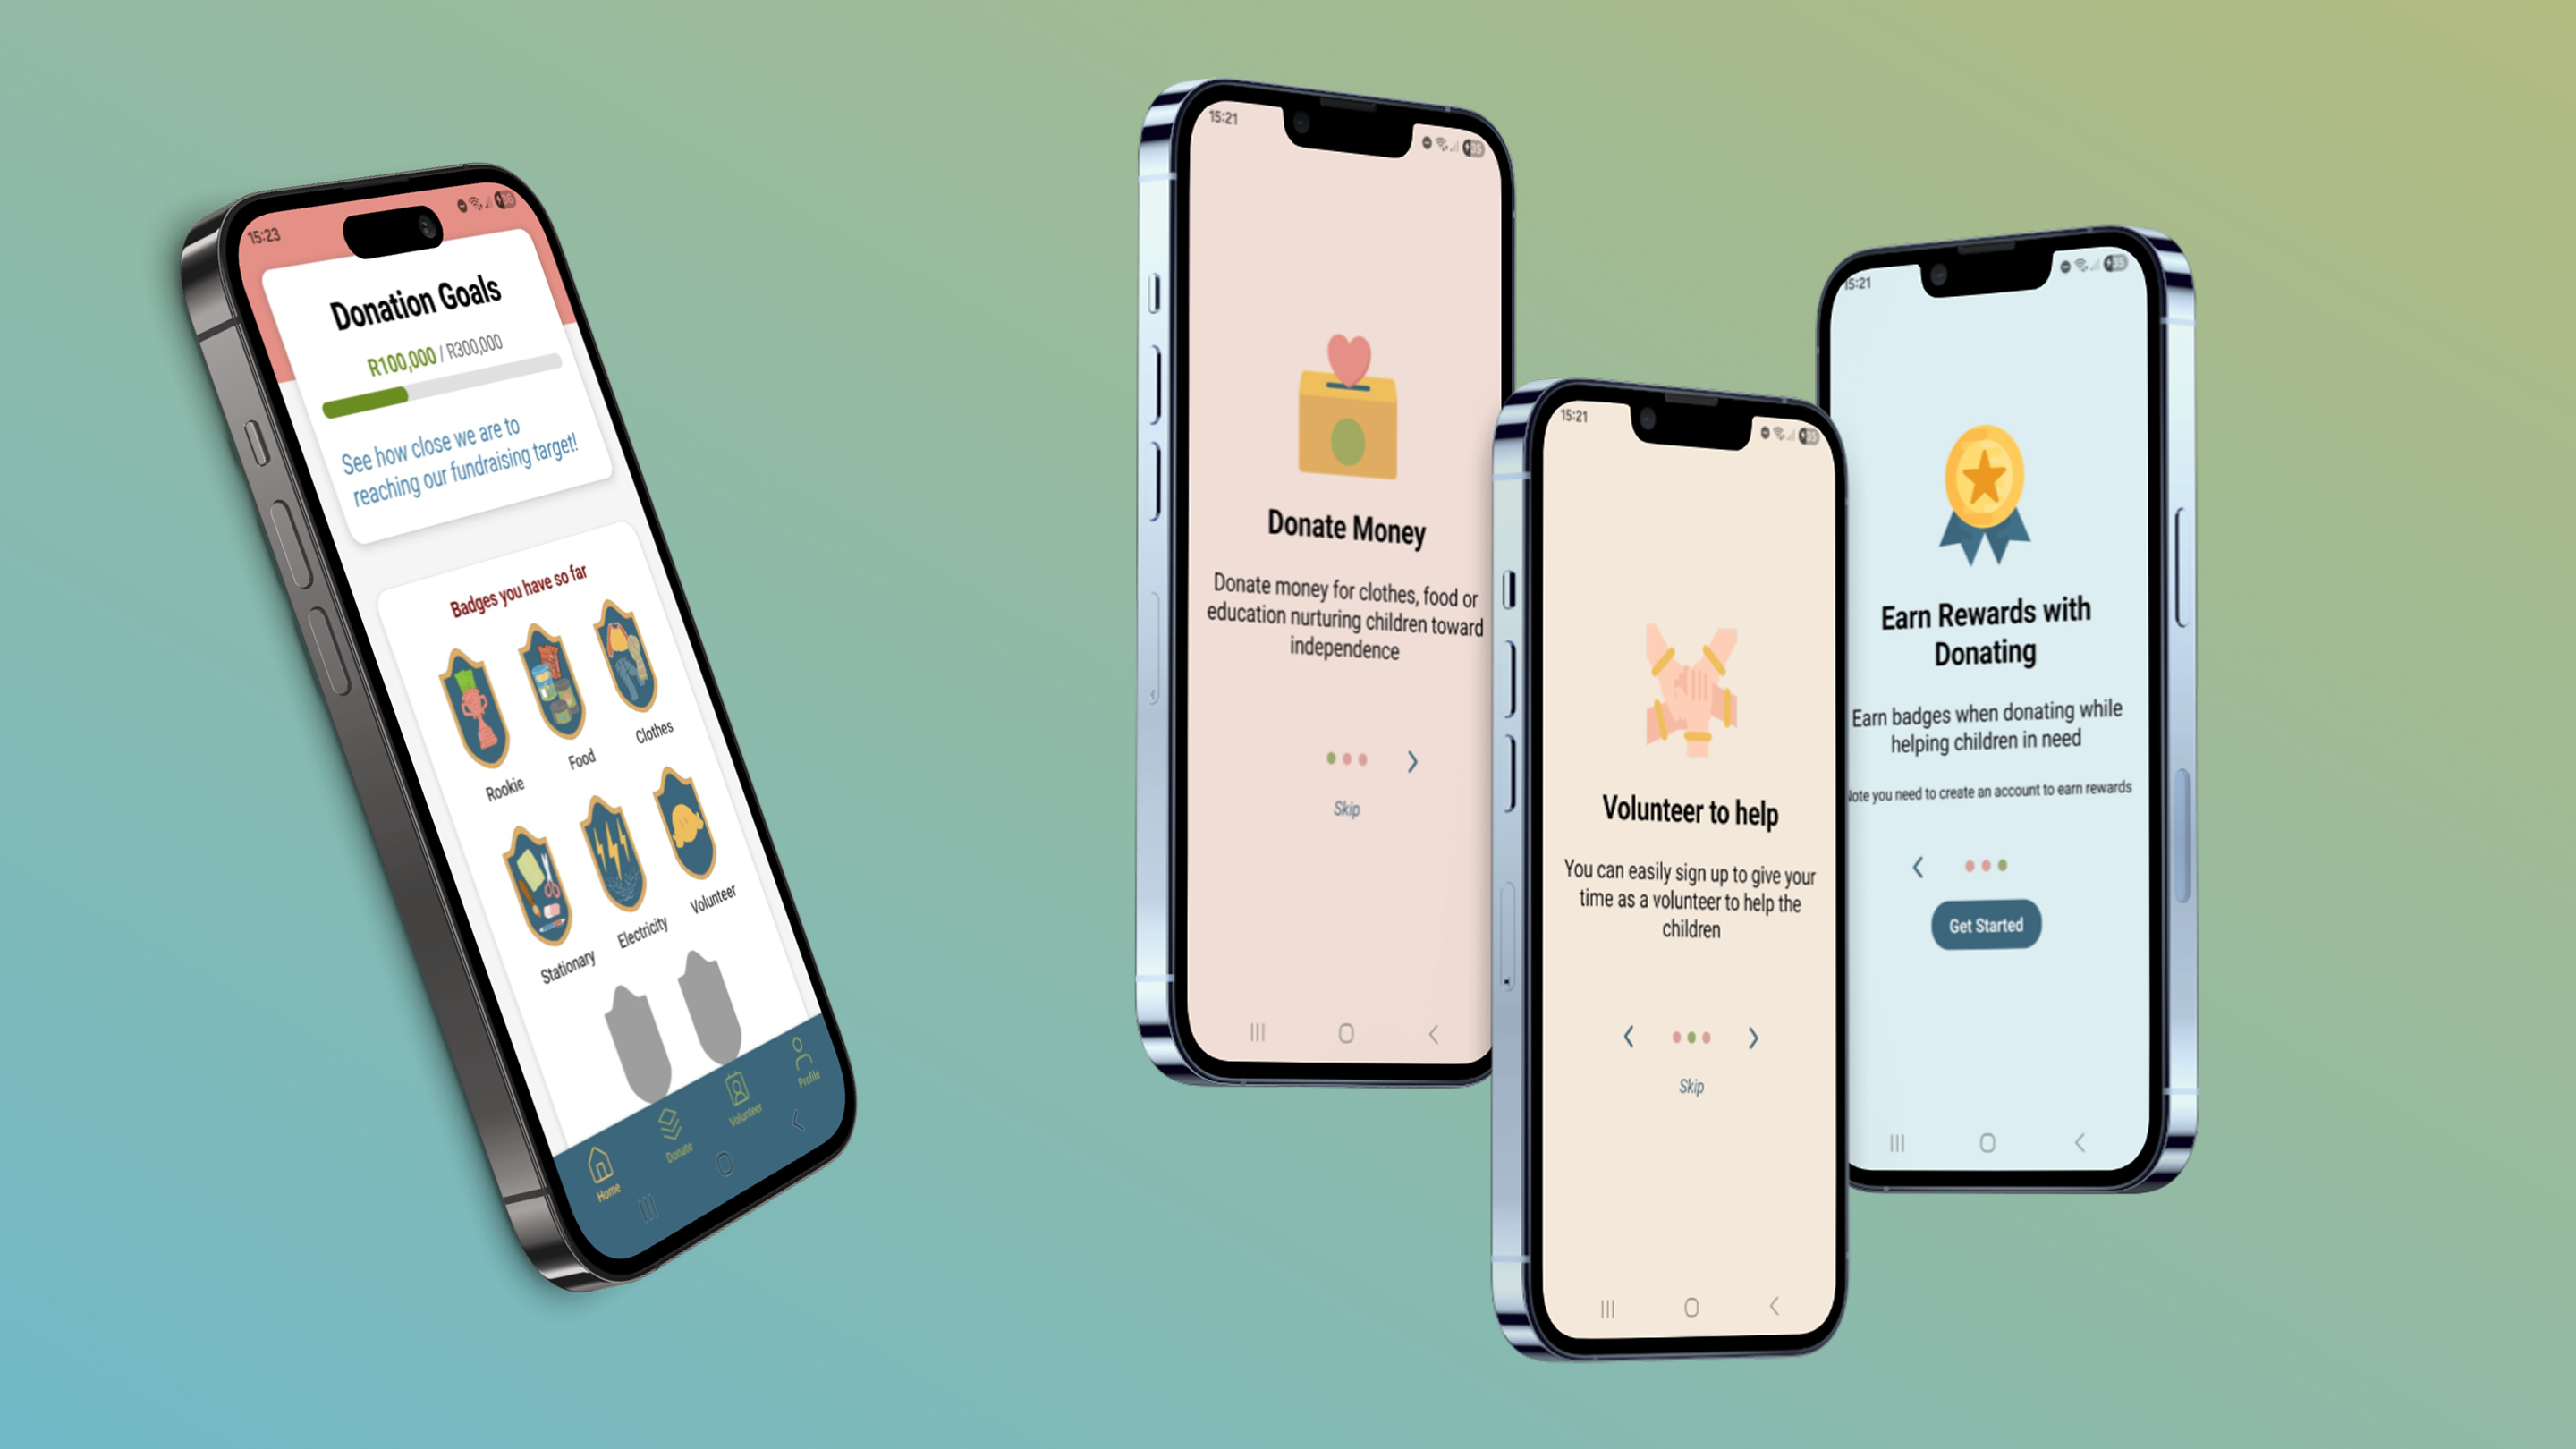 15:23
Donation Goals
R100,000 / R300,000
See how close we are to
reaching our fundraising target!
Badges you have so far
Rookie
Food
Clothes
Stationary
Electricity
Volunteer
Home
Donate
Volunteer
Profile
15:21
35
Donate Money
Donate money for clothes, food or
education nurturing children toward
independence
Skip
15:21
35
Volunteer to help
You can easily sign up to give your
time as a volunteer to help the
children
Skip
15:21
35
Earn Rewards with
Donating
Earn badges when donating while
helping children in need
Note you need to create an account to earn rewards
Get Started